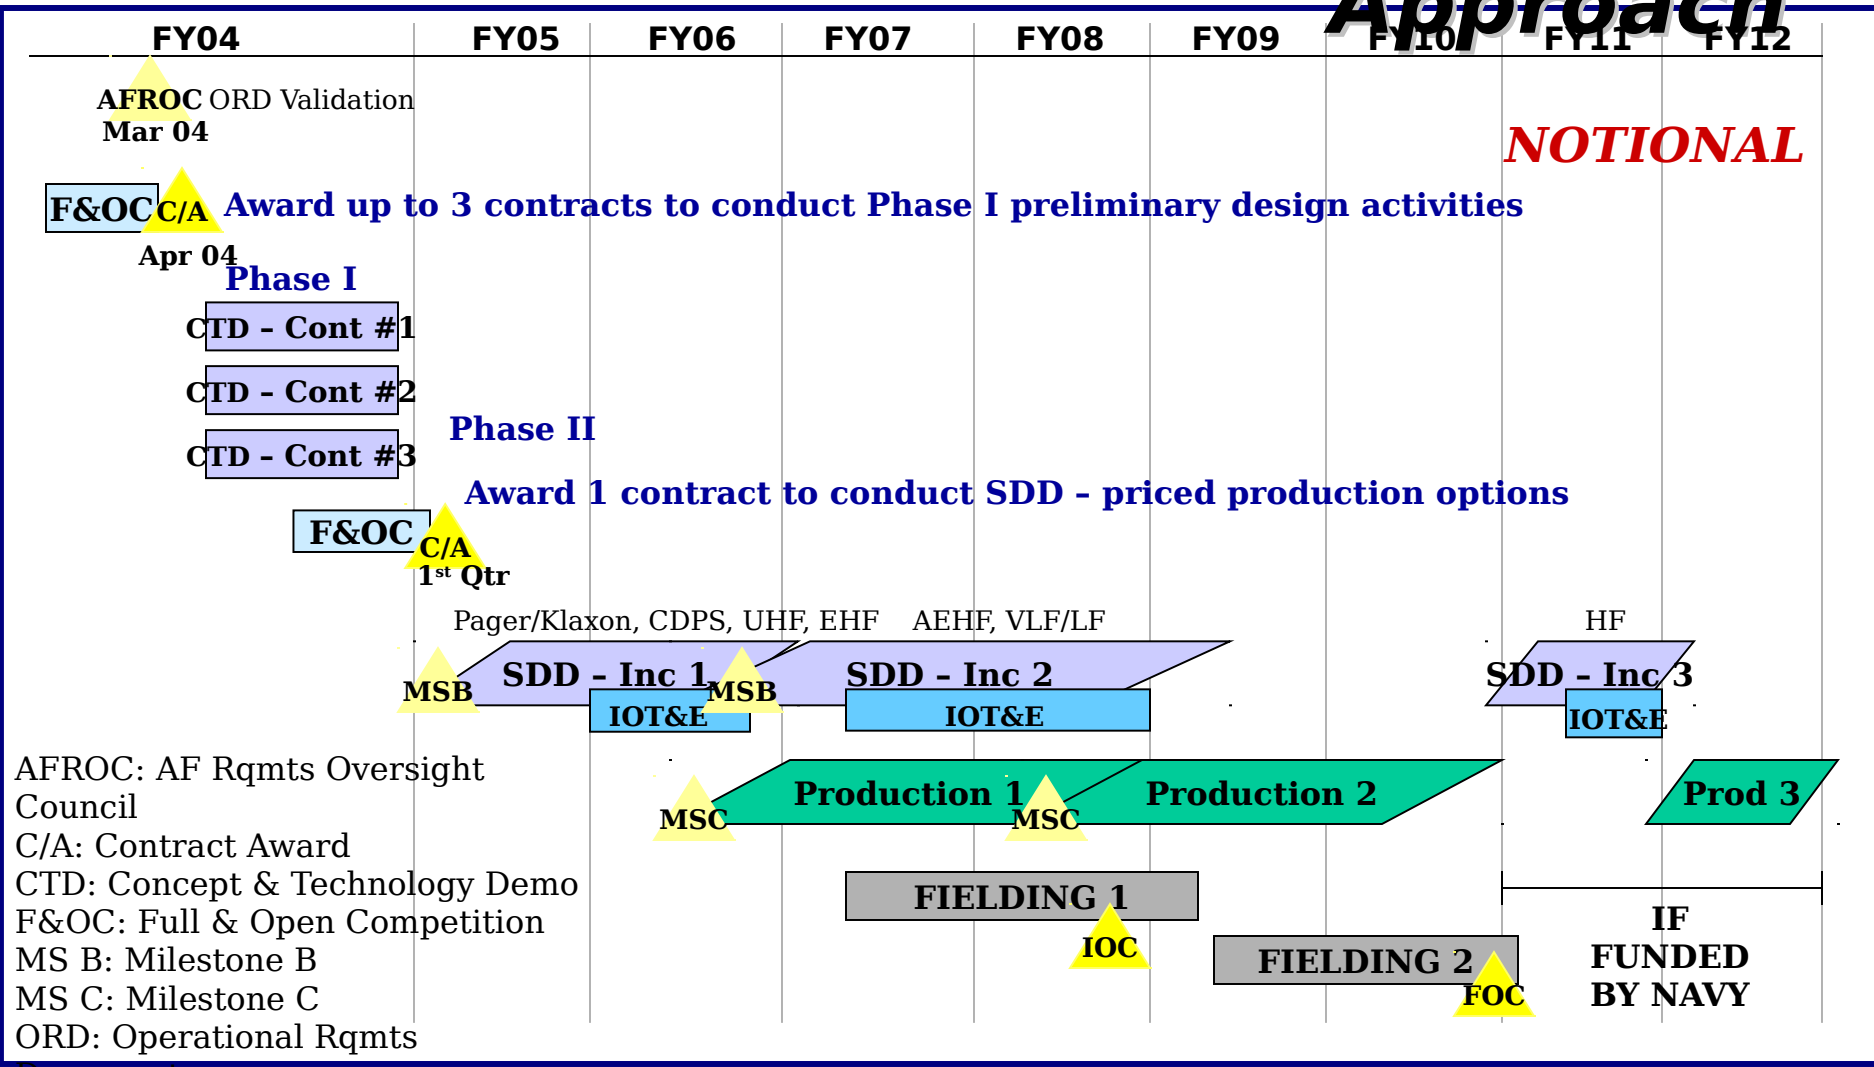 Approach
FY04 FY05 FY06 FY07 FY08 FY09 FY10 FY11 FY12
AFROC ORD Validation
Mar 04
NOTIONAL
F&OC C/A Award up to 3 contracts to conduct Phase I preliminary design activities
Apr 04
Phase I
CTD – Cont #1
CTD – Cont #2
CTD – Cont #3
Phase II
Award 1 contract to conduct SDD – priced production options
F&OC C/A
1st Qtr
Pager/Klaxon, CDPS, UHF, EHF AEHF, VLF/LF HF
MSB SDD – Inc 1 MSB SDD – Inc 2 SDD – Inc 3
IOT&E IOT&E IOT&E
MSC Production 1 MSC Production 2 Prod 3
FIELDING 1
IOC
FIELDING 2
FOC
IF
FUNDED
BY NAVY
AFROC: AF Rqmts Oversight
Council
C/A: Contract Award
CTD: Concept & Technology Demo
F&OC: Full & Open Competition
MS B: Milestone B
MS C: Milestone C
ORD: Operational Rqmts